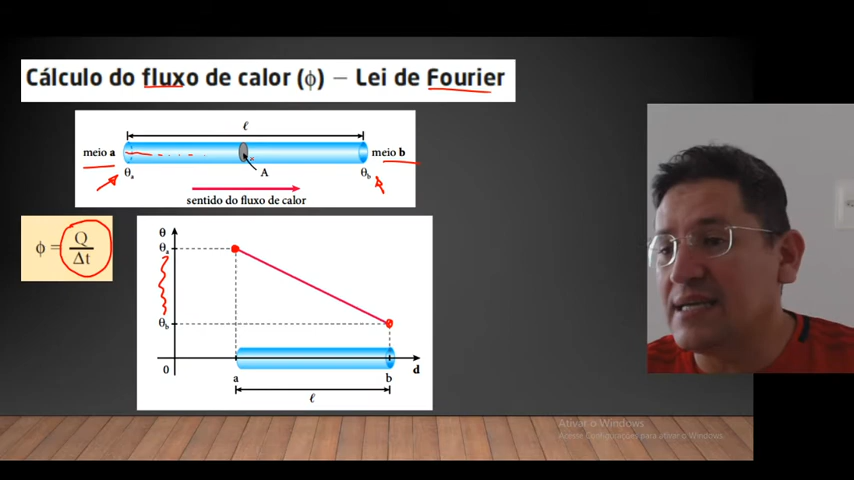 Cálculo do fluxo de calor (ϕ) – Lei de Fourier
ℓ
meio a
meio b
θa
A
θb
sentido do fluxo de calor
ϕ = Q/Δt
θ
θa
θb
0
a
b
d
ℓ
Ativar o Windows
Acesse Configurações para ativar o Windows.